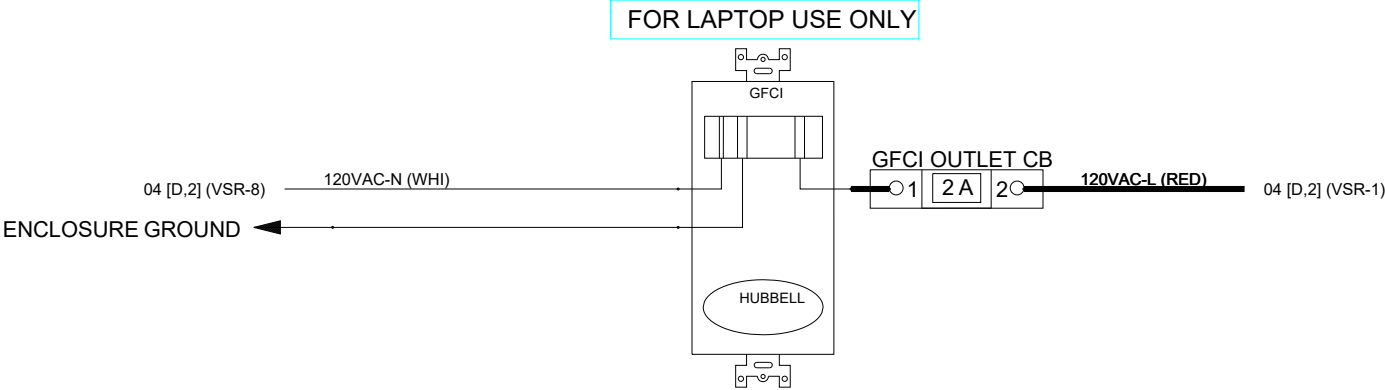 FOR LAPTOP USE ONLY
GFCI
GFCI OUTLET CB
04 [D,2] (VSR-8)
120VAC-N (WHI)
1
2 A
2
120VAC-L (RED)
04 [D,2] (VSR-1)
ENCLOSURE GROUND
HUBBELL